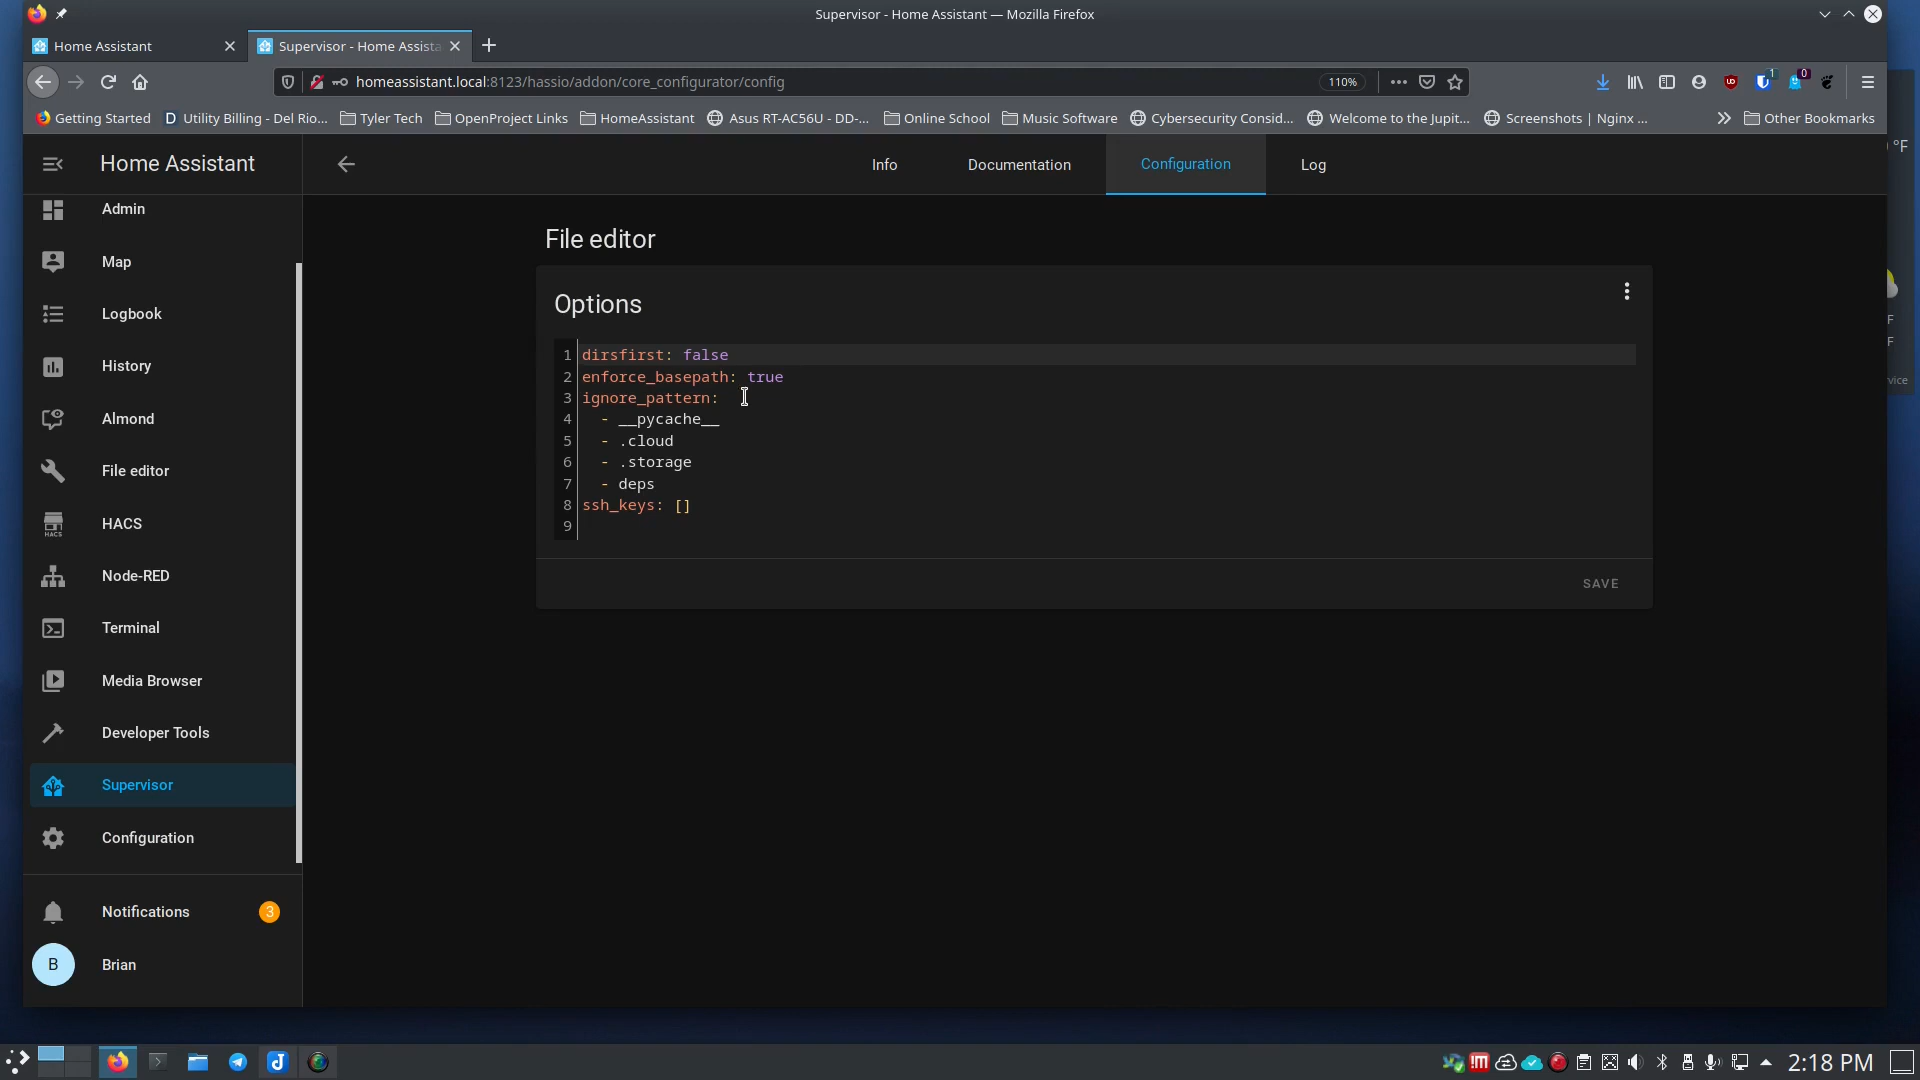 Supervisor - Home Assistant — Mozilla Firefox
Home Assistant
Supervisor - Home Assista
homeassistant.local:8123/hassio/addon/core_configurator/config
110%
1
0
Getting Started
Utility Billing - Del Rio...
Tyler Tech
OpenProject Links
HomeAssistant
Asus RT-AC56U - DD-...
Online School
Music Software
Cybersecurity Consid...
Welcome to the Jupit...
Screenshots | Nginx ...
Other Bookmarks
Home Assistant
Info
Documentation
Configuration
Log
°F
F
F
vice
Admin
Map
Logbook
History
Almond
File editor
HACS
HACS
Node-RED
Terminal
Media Browser
Developer Tools
Supervisor
Configuration
Notifications
3
B
Brian
File editor
Options
1 dirsfirst: false
2 enforce_basepath: true
3 ignore_pattern:
4 - __pycache__
5 - .cloud
6 - .storage
7 - deps
8 ssh_keys: []
9
SAVE
2:18 PM